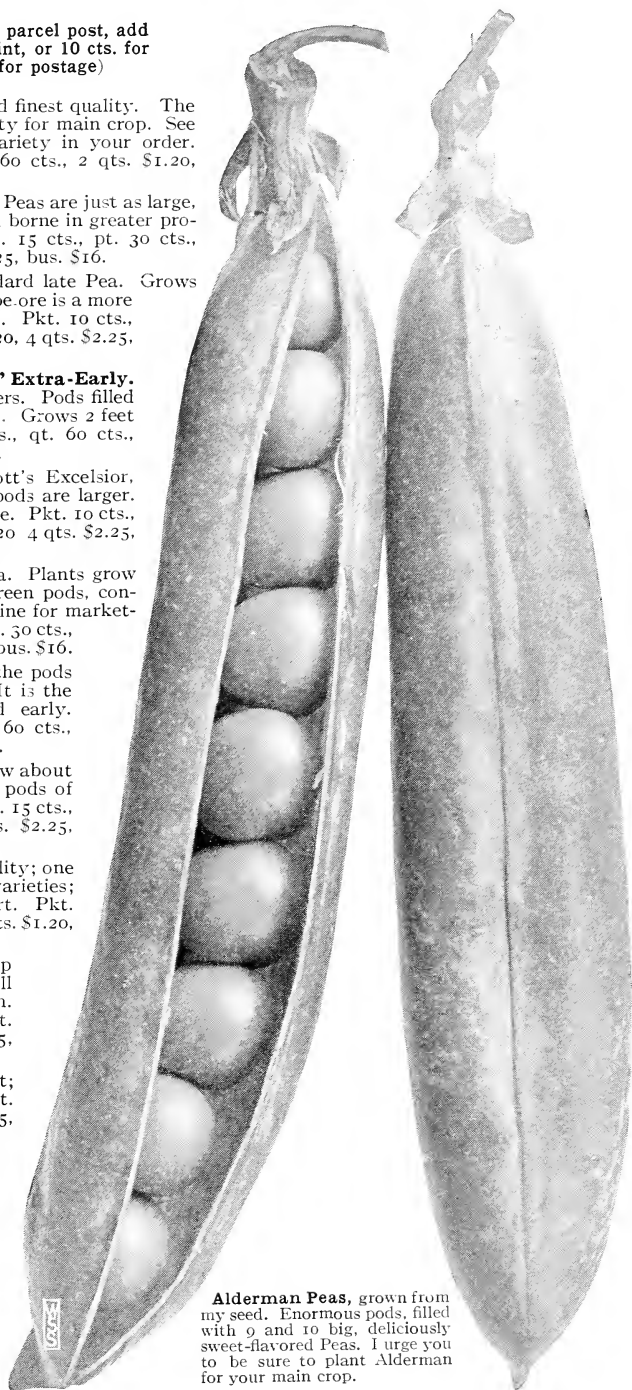 parcel post, add
int, or 10 cts. for
for postage)
d finest quality. The
ty for main crop. See
ariety in your order.
60 cts., 2 qts. $1.20,
Peas are just as large,
borne in greater pro-
. 15 cts., pt. 30 cts.,
25, bus. $16.
lard late Pea. Grows
ore is a more
. Pkt. 10 cts.,
20, 4 qts. $2.25,
" Extra-Early.
ers. Pods filled
. Grows 2 feet
s., qt. 60 cts.,
ott's Excelsior,
pods are larger.
e. Pkt. 10 cts.,
20 4 qts. $2.25,
a. Plants grow
reen pods, con-
ine for market-
. 30 cts.,
bus. $16.
the pods
It is the
d early.
60 cts.,
w about
pods of
. 15 cts.,
s. $2.25,
lity; one
varieties;
rt. Pkt.
ts. $1.20,
p
ll
n.
t.
5,
t;
t.
5,
Alderman Peas, grown from
my seed. Enormous pods, filled
with 9 and 10 big, deliciously
sweet-flavored Peas. I urge you
to be sure to plant Alderman
for your main crop.